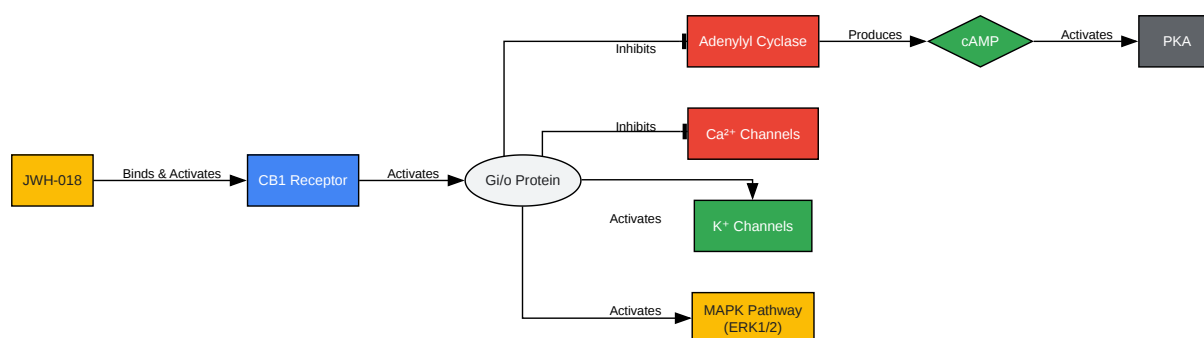 JWH-018
Binds & Activates
CB1 Receptor
Activates
Gi/o Protein
Inhibits
Adenylyl Cyclase
Produces
cAMP
Activates
PKA
Inhibits
Ca²⁺ Channels
Activates
K⁺ Channels
Activates
MAPK Pathway
(ERK1/2)